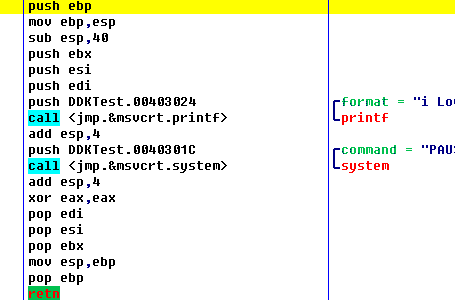 push ebp
mov ebp,esp
sub esp,40
push ebx
push esi
push edi
push DDKTest.00403024 format = "i Lov
call <jmp.&msvcrt.printf> printf
add esp,4
push DDKTest.0040301C command = "PAUS
call <jmp.&msvcrt.system> system
add esp,4
xor eax,eax
pop edi
pop esi
pop ebx
mov esp,ebp
pop ebp
retn